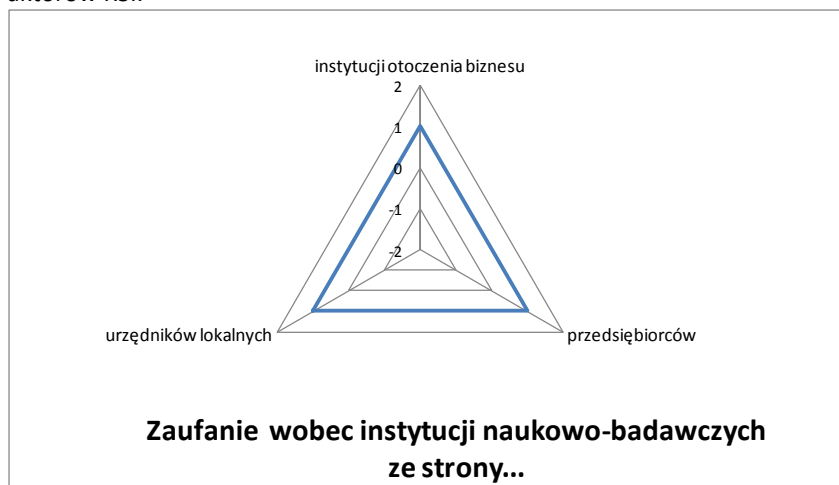 instytucji otoczenia biznesu
2
1
0
-1
-2
urzędników lokalnych
przedsiębiorców
Zaufanie wobec instytucji naukowo-badawczych
ze strony...